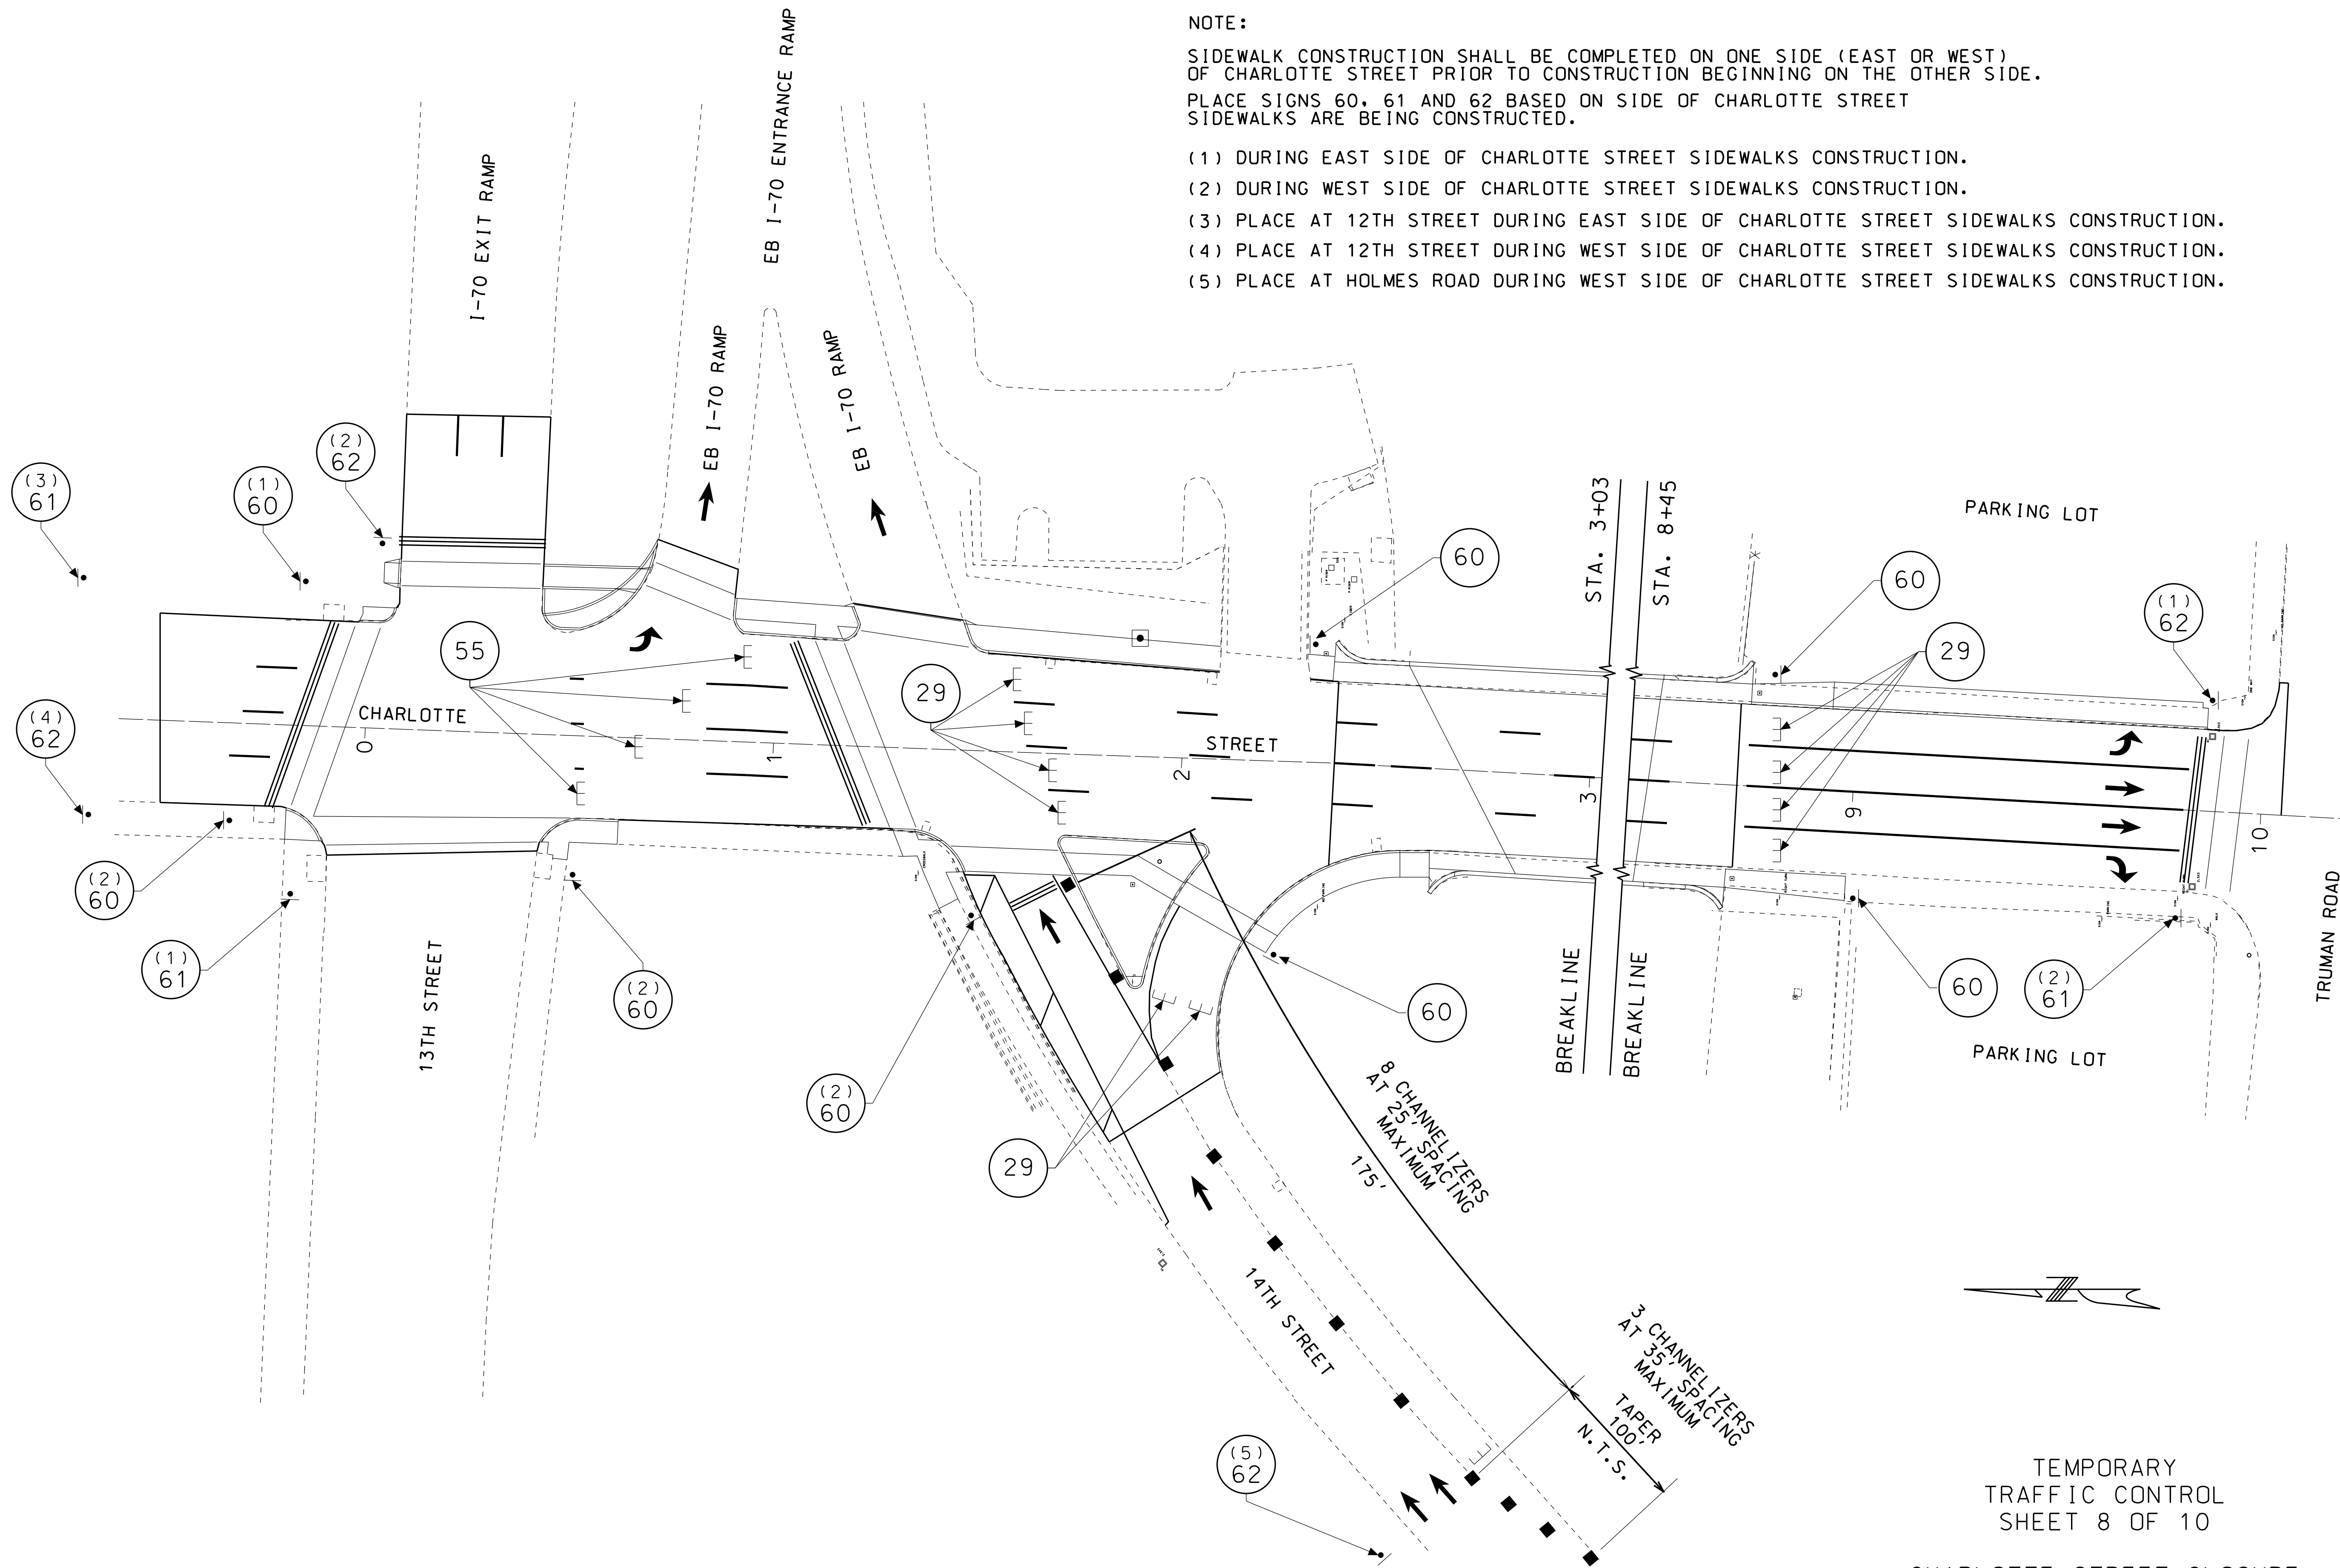 NOTE:
SIDEWALK CONSTRUCTION SHALL BE COMPLETED ON ONE SIDE (EAST OR WEST)
OF CHARLOTTE STREET PRIOR TO CONSTRUCTION BEGINNING ON THE OTHER SIDE.
PLACE SIGNS 60, 61 AND 62 BASED ON SIDE OF CHARLOTTE STREET
SIDEWALKS ARE BEING CONSTRUCTED.
(1) DURING EAST SIDE OF CHARLOTTE STREET SIDEWALKS CONSTRUCTION.
(2) DURING WEST SIDE OF CHARLOTTE STREET SIDEWALKS CONSTRUCTION.
(3) PLACE AT 12TH STREET DURING EAST SIDE OF CHARLOTTE STREET SIDEWALKS CONSTRUCTION.
(4) PLACE AT 12TH STREET DURING WEST SIDE OF CHARLOTTE STREET SIDEWALKS CONSTRUCTION.
(5) PLACE AT HOLMES ROAD DURING WEST SIDE OF CHARLOTTE STREET SIDEWALKS CONSTRUCTION.
I-70 EXIT RAMP
EB I-70 ENTRANCE RAMP
EB I-70 RAMP
EB I-70 RAMP
(3)
61
(1)
60
(2)
62
60
STA. 3+03
STA. 8+45
PARKING LOT
60
(1)
62
55
29
29
(4)
62
CHARLOTTE
STREET
0
1
2
3
9
10
(2)
60
(1)
61
13TH STREET
(2)
60
(2)
60
29
60
BREAKLINE
BREAKLINE
60
(2)
61
PARKING LOT
TRUMAN ROAD
8 CHANNELIZERS
AT 25' SPACING
MAXIMUM
175'
14TH STREET
3 CHANNELIZERS
AT 35' SPACING
MAXIMUM
TAPER
100'
N.T.S.
(5)
62
TEMPORARY
TRAFFIC CONTROL
SHEET 8 OF 10
CHARLOTTE STREET CLOSURE